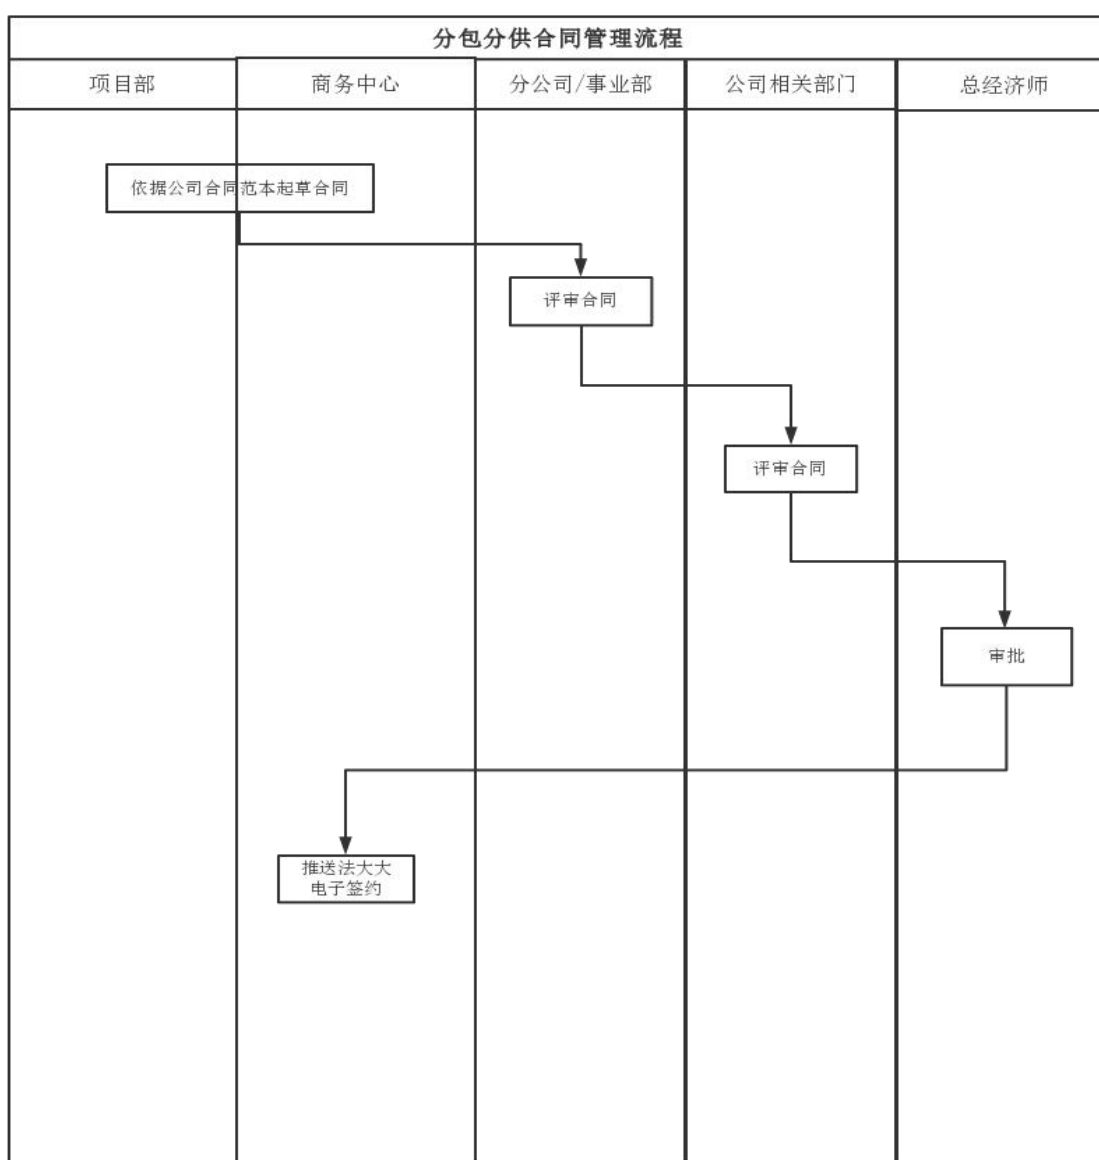 分包分供合同管理流程
项目部
商务中心
分公司/事业部
公司相关部门
总经济师
依据公司合同范本起草合同
评审合同
评审合同
审批
推送法大大
电子签约